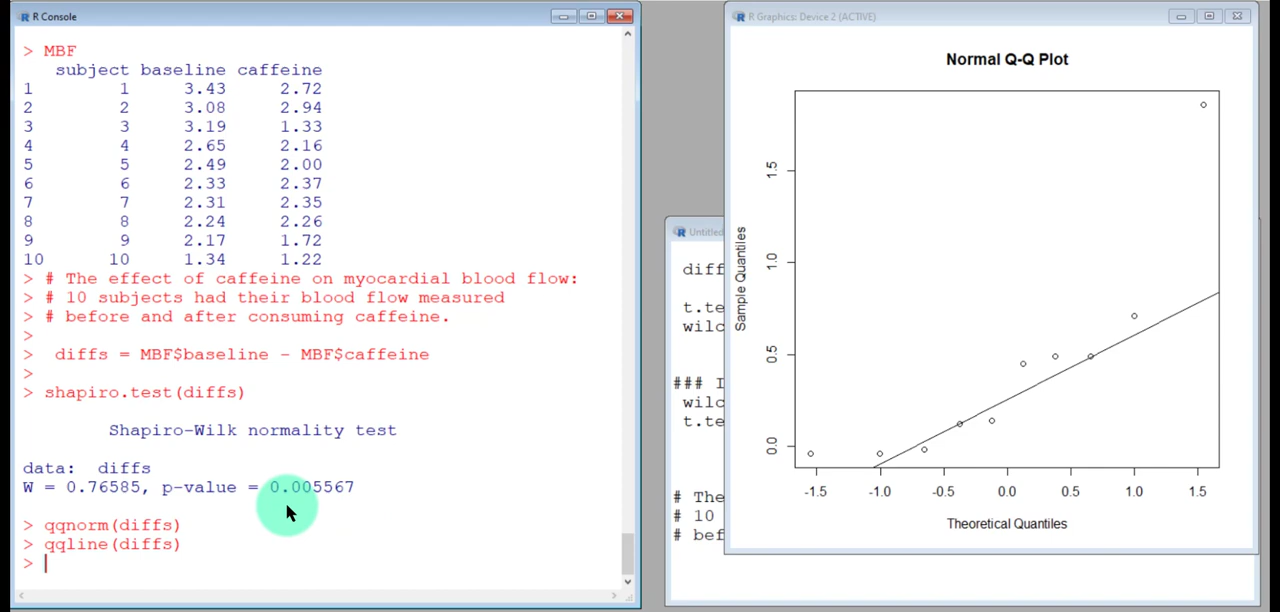 R Console
> MBF
subject baseline caffeine
1 1 3.43 2.72
2 2 3.08 2.94
3 3 3.19 1.33
4 4 2.65 2.16
5 5 2.49 2.00
6 6 2.33 2.37
7 7 2.31 2.35
8 8 2.24 2.26
9 9 2.17 1.72
10 10 1.34 1.22
> # The effect of caffeine on myocardial blood flow:
> # 10 subjects had their blood flow measured
> # before and after consuming caffeine.
>
> diffs = MBF$baseline - MBF$caffeine
>
> shapiro.test(diffs)
Shapiro-Wilk normality test
data: diffs
W = 0.76585, p-value = 0.005567
> qqnorm(diffs)
> qqline(diffs)
>
R Graphics: Device 2 (ACTIVE)
Normal Q-Q Plot
Sample Quantiles
1.5
1.0
0.5
0.0
-1.5 -1.0 -0.5 0.0 0.5 1.0 1.5
Theoretical Quantiles
Untitled
diff
t.te
wilc
### I
wilc
t.te
# The
# 10
# bef